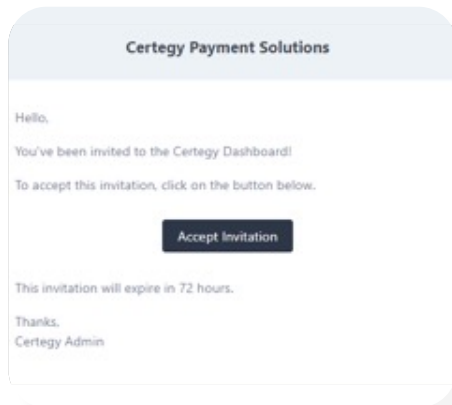 Certegy Payment Solutions
Hello,
You've been invited to the Certegy Dashboard!
To accept this invitation, click on the button below.
Accept Invitation
This invitation will expire in 72 hours.
Thanks,
Certegy Admin